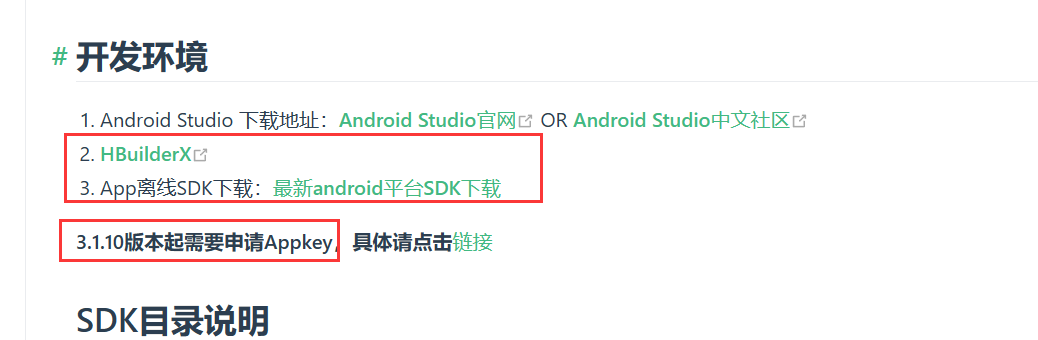 # 开发环境
1. Android Studio 下载地址：Android Studio官网 OR Android Studio中文社区
2. HBuilderX
3. App离线SDK下载：最新android平台SDK下载
3.1.10版本起需要申请Appkey，具体请点击链接
SDK目录说明